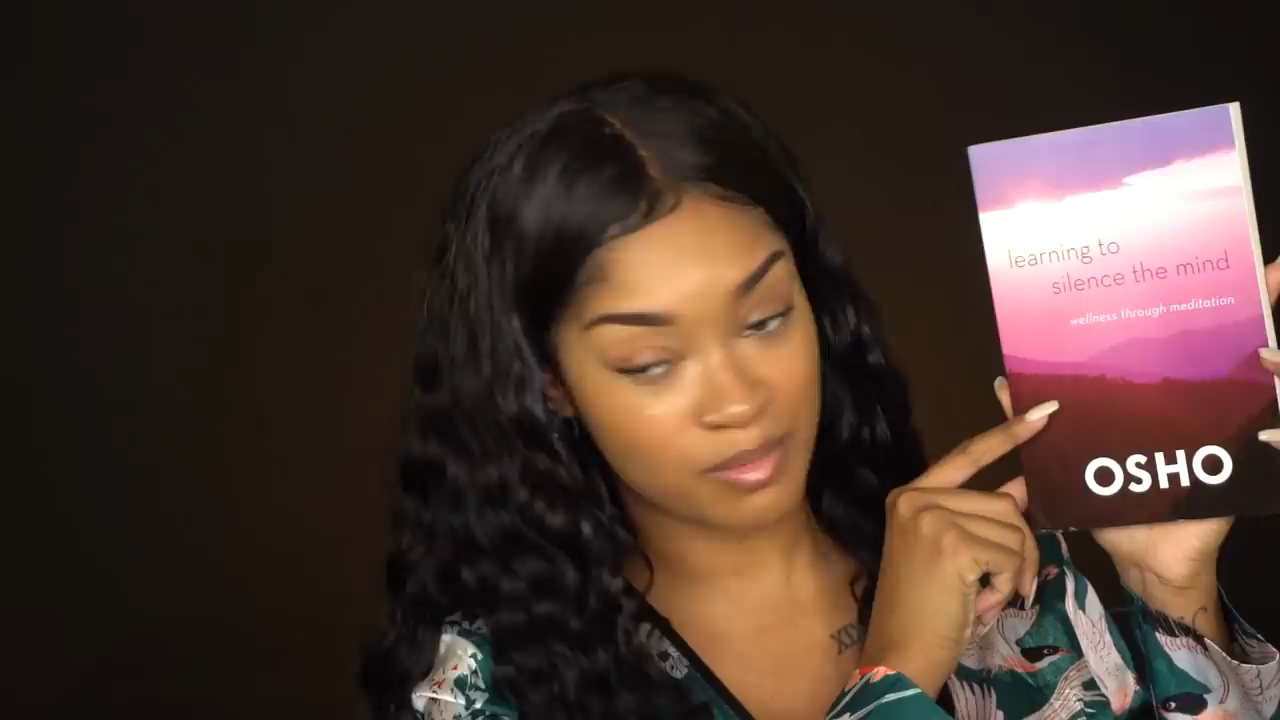 learning to
silence the mind
wellness through meditation
OSHO